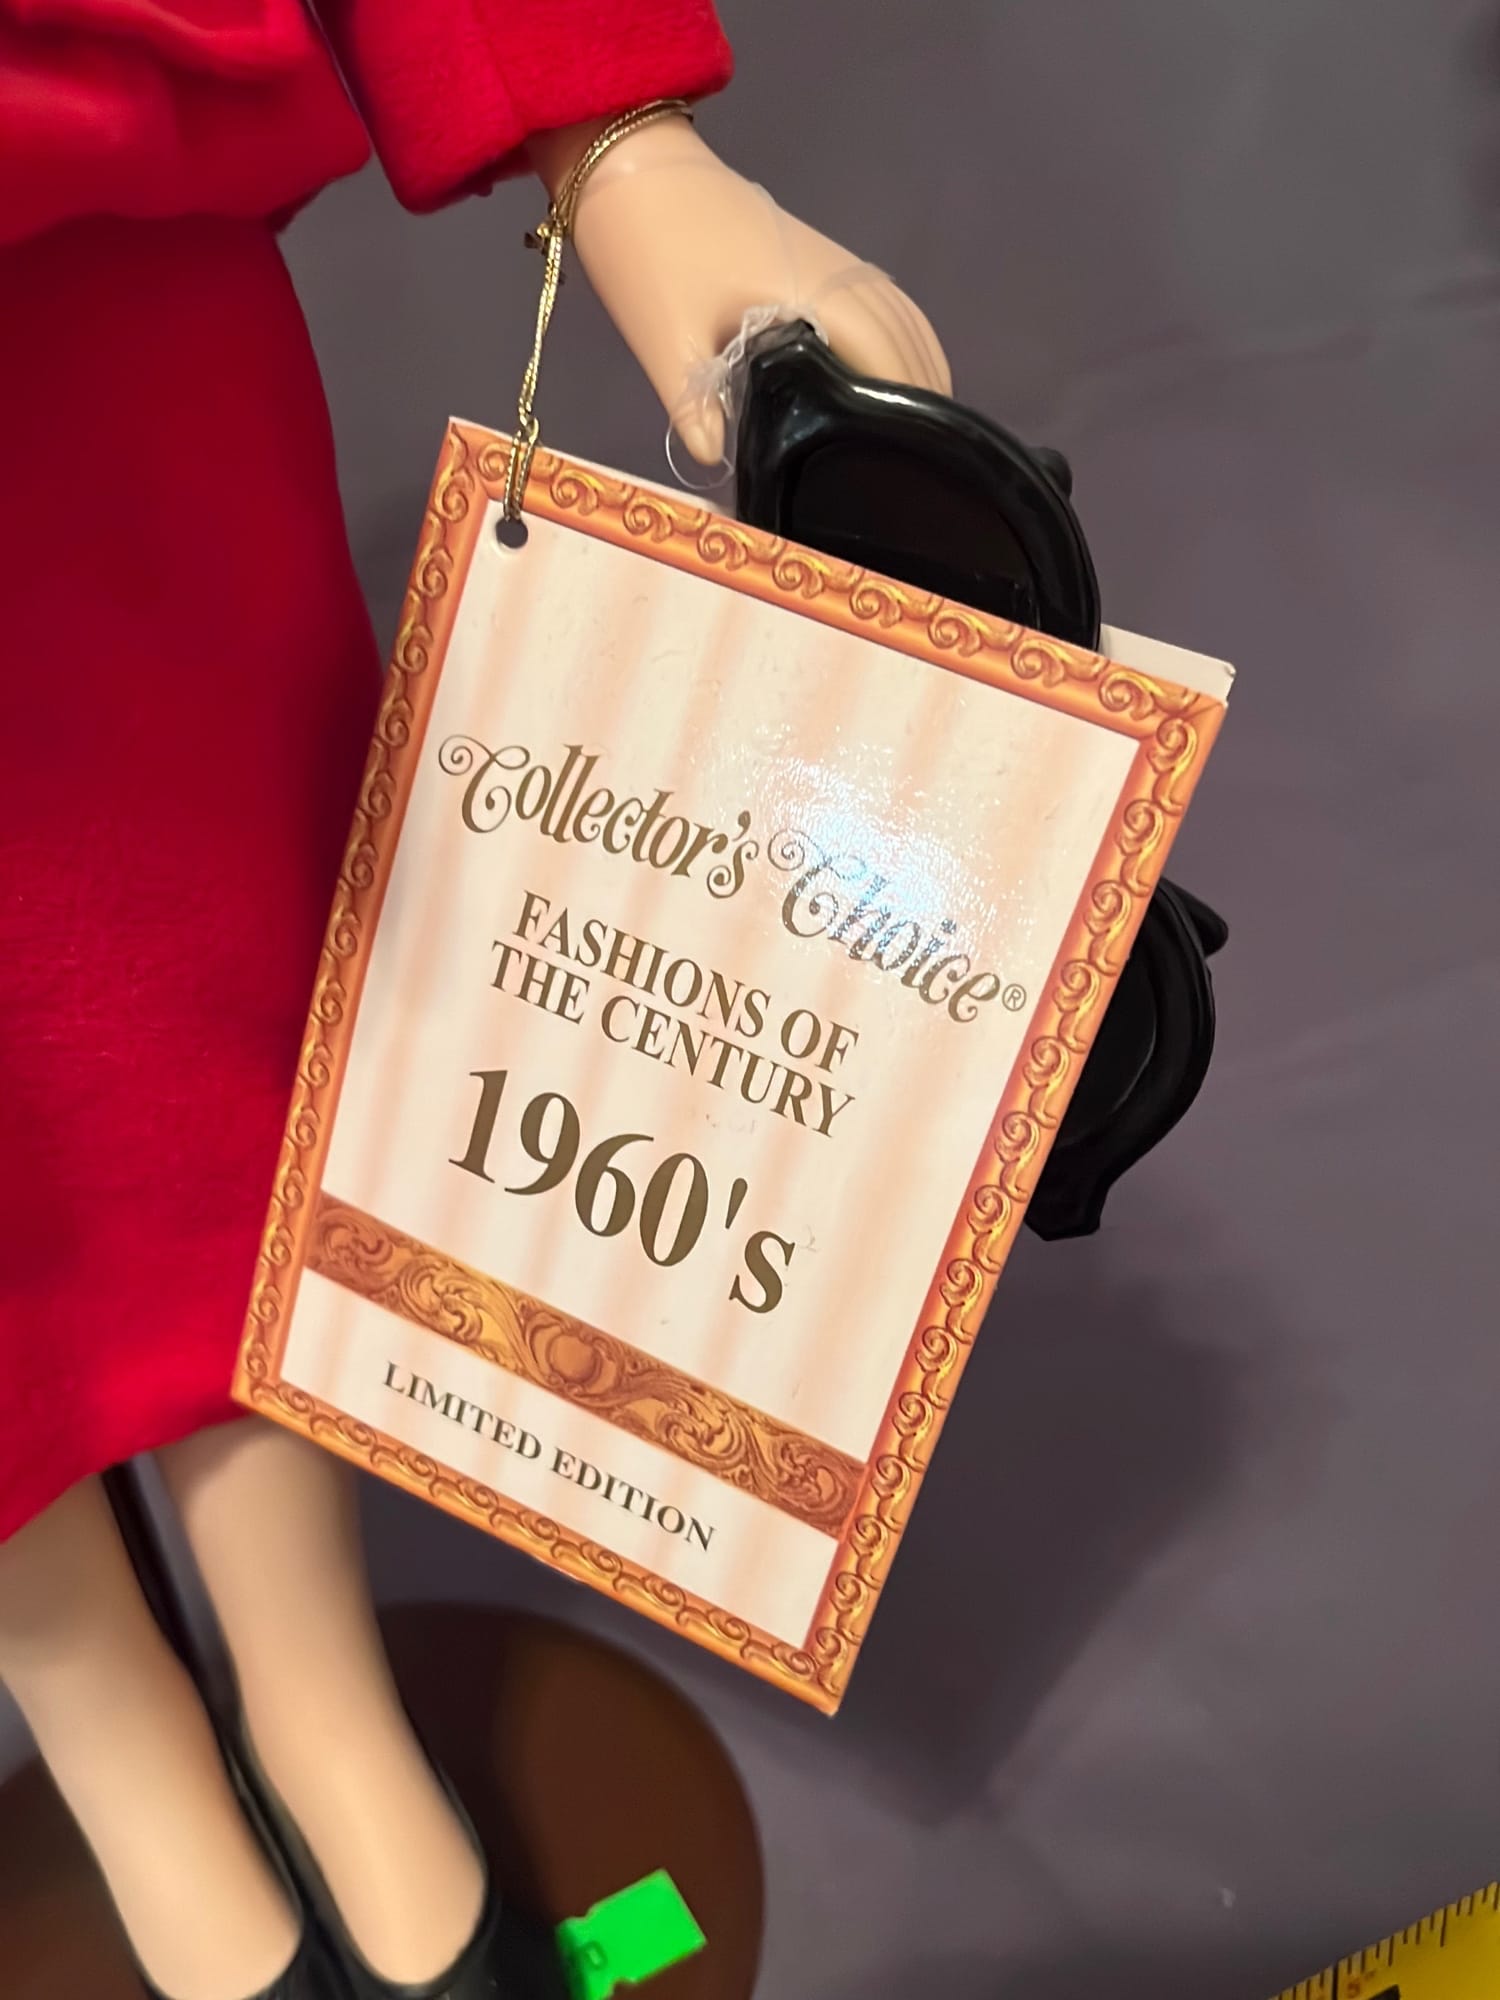 Collector's Choice®
FASHIONS OF
THE CENTURY
1960's
LIMITED EDITION